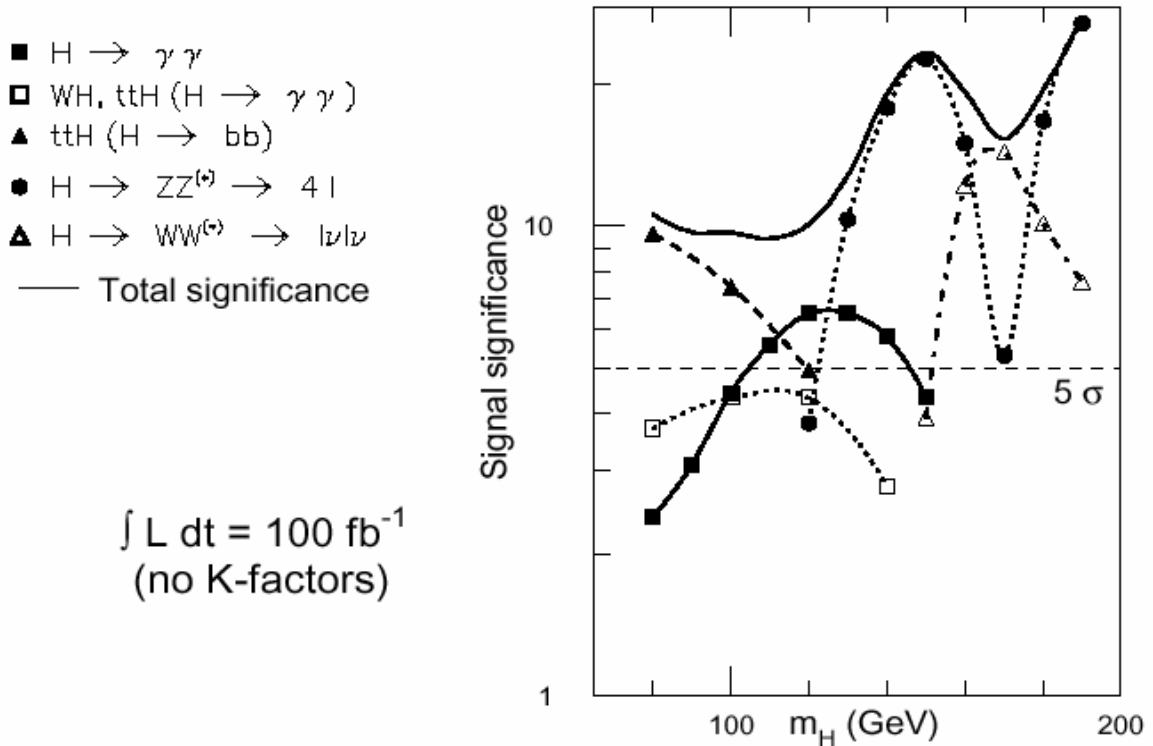 H → γ γ
WH, ttH (H → γ γ )
ttH (H → bb)
H → ZZ(*) → 4 l
H → WW(*) → lνlν
Total significance
∫ L dt = 100 fb-1
(no K-factors)
Signal significance
10
1
5 σ
100
mH (GeV)
200